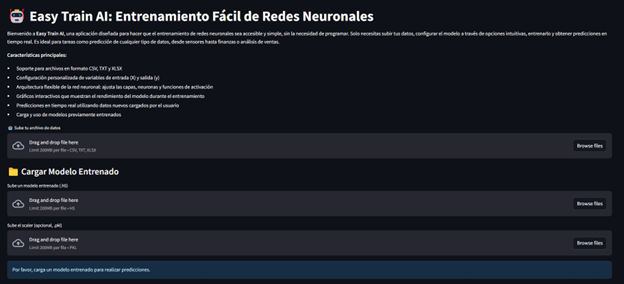 Easy Train AI: Entrenamiento Fácil de Redes Neuronales
Bienvenido a Easy Train AI, una aplicación diseñada para hacer que el entrenamiento de redes neuronales sea accesible y simple, sin la necesidad de programar. Solo necesitas subir tus datos, configurar el modelo a través de opciones intuitivas, entrenarlo y obtener predicciones en
tiempo real. Es ideal para tareas como predicción de cualquier tipo de datos, desde sensores hasta finanzas o análisis de ventas.
Características principales:
• Soporte para archivos en formato CSV, TXT y XLSX
• Configuración personalizada de variables de entrada (X) y salida (y)
• Arquitectura flexible de la red neuronal: ajusta las capas, neuronas y funciones de activación
• Gráficos interactivos que muestran el rendimiento del modelo durante el entrenamiento
• Predicciones en tiempo real utilizando datos nuevos cargados por el usuario
• Carga y uso de modelos previamente entrenados
Sube tu archivo de datos
Drag and drop file here
Limit 200MB per file • CSV, TXT, XLSX
Browse files
Cargar Modelo Entrenado
Sube un modelo entrenado (.h5)
Drag and drop file here
Limit 200MB per file • H5
Browse files
Sube el scaler (opcional, .pkl)
Drag and drop file here
Limit 200MB per file • PKL
Browse files
Por favor, carga un modelo entrenado para realizar predicciones.